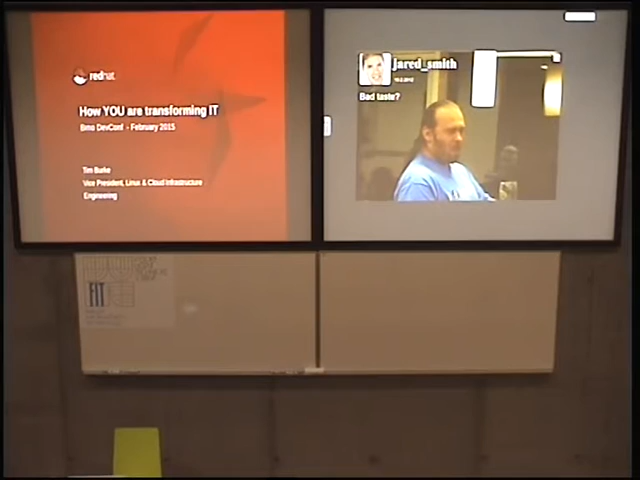 redhat
How YOU are transforming IT
Brno DevConf - February 2015
Tim Burke
Vice President, Linux & Cloud Infrastructure
Engineering
jared_smith
Bad taste?
FIT